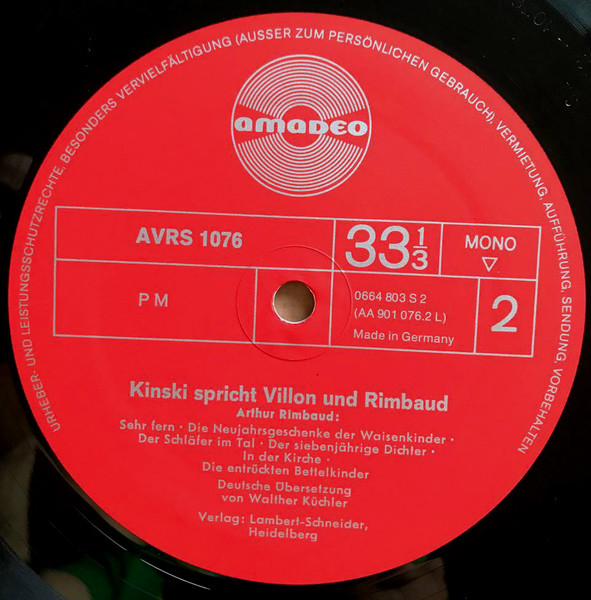 URHEBER- UND LEISTUNGSSCHUTZRECHTE, BESONDERS VERVIELFÄLTIGUNG (AUSSER ZUM PERSÖNLICHEN GEBRAUCH), VERMIETUNG, AUFFÜHRUNG, SENDUNG, VORBEHALTEN
amadeo
AVRS 1076
33 1/3
MONO
▽
P M
0664 803 S 2
(AA 901 076.2 L)
Made in Germany
2
Kinski spricht Villon und Rimbaud
Arthur Rimbaud:
Sehr fern · Die Neujahrsgeschenke der Waisenkinder ·
Der Schläfer im Tal · Der siebenjährige Dichter ·
In der Kirche ·
Die entrückten Bettelkinder
Deutsche Übersetzung
von Walther Küchler
Verlag: Lambert-Schneider,
Heidelberg